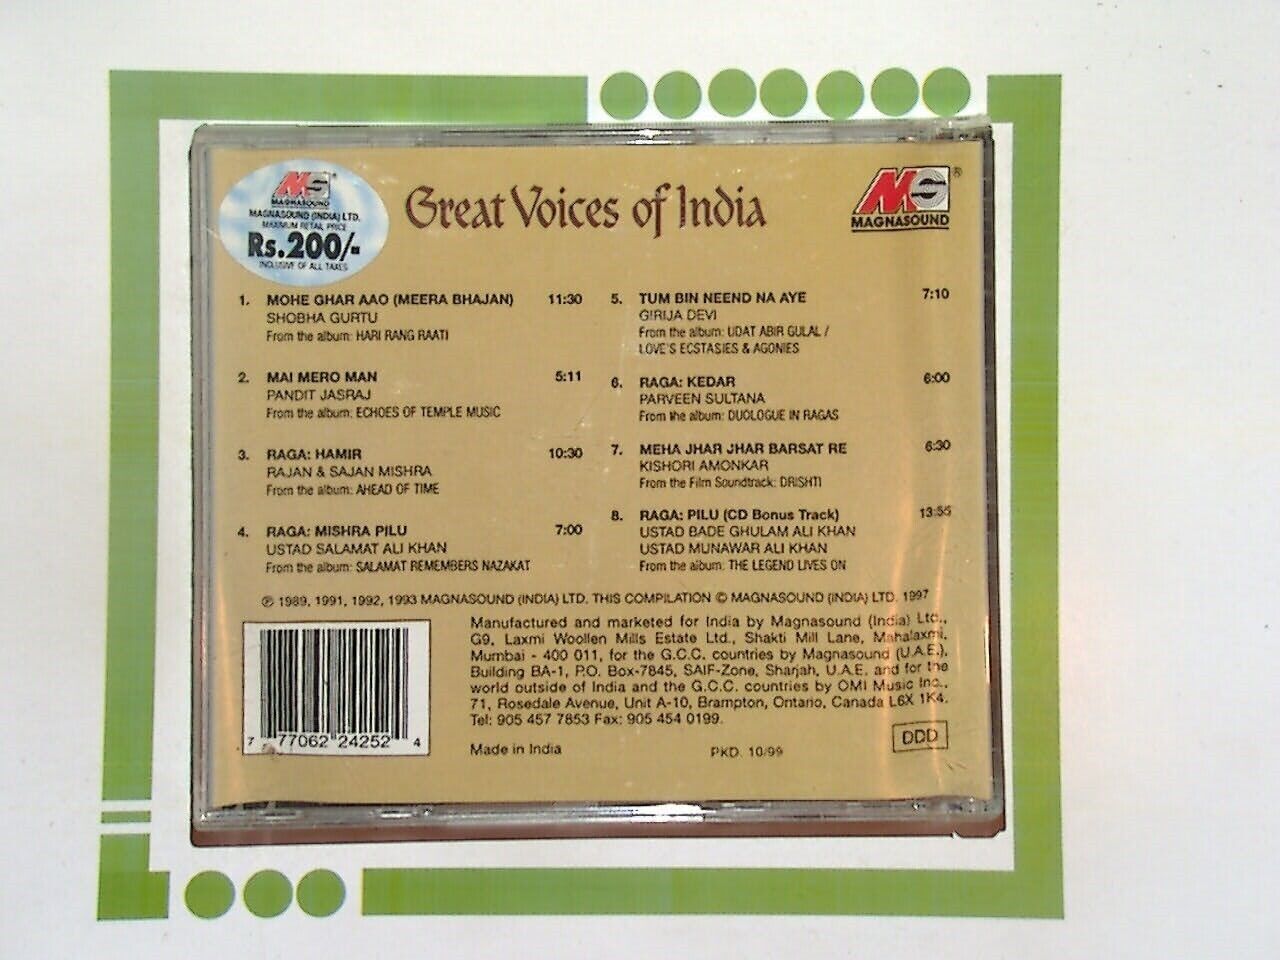 MS®
MAGNASOUND
MAGNASOUND (INDIA) LTD.
MAXIMUM RETAIL PRICE
Rs.200/-
INCLUSIVE OF ALL TAXES
Great Voices of India
MS®
MAGNASOUND
1. MOHE GHAR AAO (MEERA BHAJAN) 11:30
SHOBHA GURTU
From the album: HARI RANG RAATI
2. MAI MERO MAN 5:11
PANDIT JASRAJ
From the album: ECHOES OF TEMPLE MUSIC
3. RAGA: HAMIR 10:30
RAJAN & SAJAN MISHRA
From the album: AHEAD OF TIME
4. RAGA: MISHRA PILU 7:00
USTAD SALAMAT ALI KHAN
From the album: SALAMAT REMEMBERS NAZAKAT
5. TUM BIN NEEND NA AYE 7:10
GIRIJA DEVI
From the album: UDAT ABIR GULAL /
LOVE'S ECSTASIES & AGONIES
6. RAGA: KEDAR 6:00
PARVEEN SULTANA
From the album: DUOLOGUE IN RAGAS
7. MEHA JHAR JHAR BARSAT RE 6:30
KISHORI AMONKAR
From the Film Soundtrack: DRISHTI
8. RAGA: PILU (CD Bonus Track) 13:55
USTAD BADE GHULAM ALI KHAN
USTAD MUNAWAR ALI KHAN
From the album: THE LEGEND LIVES ON
℗ 1989, 1991, 1992, 1993 MAGNASOUND (INDIA) LTD. THIS COMPILATION © MAGNASOUND (INDIA) LTD. 1997
Manufactured and marketed for India by Magnasound (India) Ltd.,
G9, Laxmi Woollen Mills Estate Ltd., Shakti Mill Lane, Mahalaxmi,
Mumbai - 400 011, for the G.C.C. countries by Magnasound (U.A.E.),
Building BA-1, P.O. Box-7845, SAIF-Zone, Sharjah, U.A.E. and for the
world outside of India and the G.C.C. countries by OMI Music Inc.,
71, Rosedale Avenue, Unit A-10, Brampton, Ontario, Canada L6X 1K4.
Tel: 905 457 7853 Fax: 905 454 0199.
7 77062 24252 4
Made in India PKD. 10/99
DDD